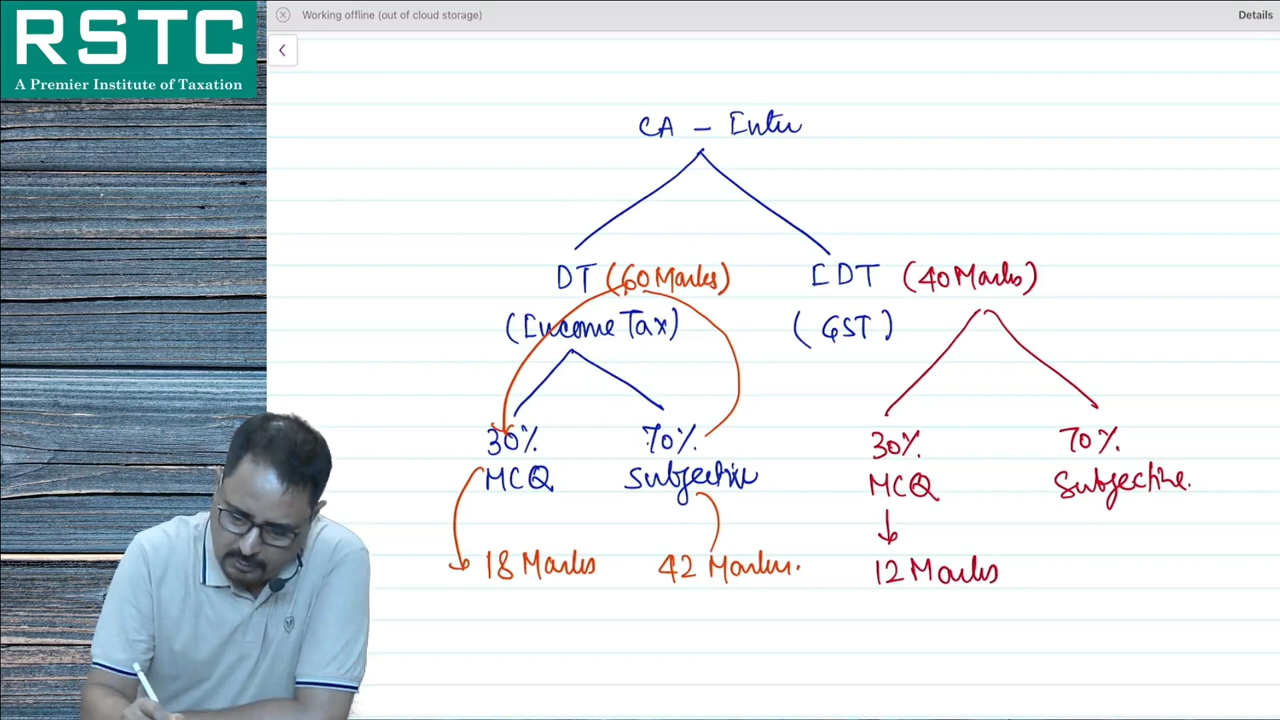 RSTC
A Premier Institute of Taxation
Working offline (out of cloud storage)
Details
CA - Inter
DT (60 Marks)
IDT (40 Marks)
(Income Tax)
(GST)
30%
MCQ
70%
Subjective
30%
MCQ
70%
Subjective.
18 Marks
42 Marks.
12 Marks